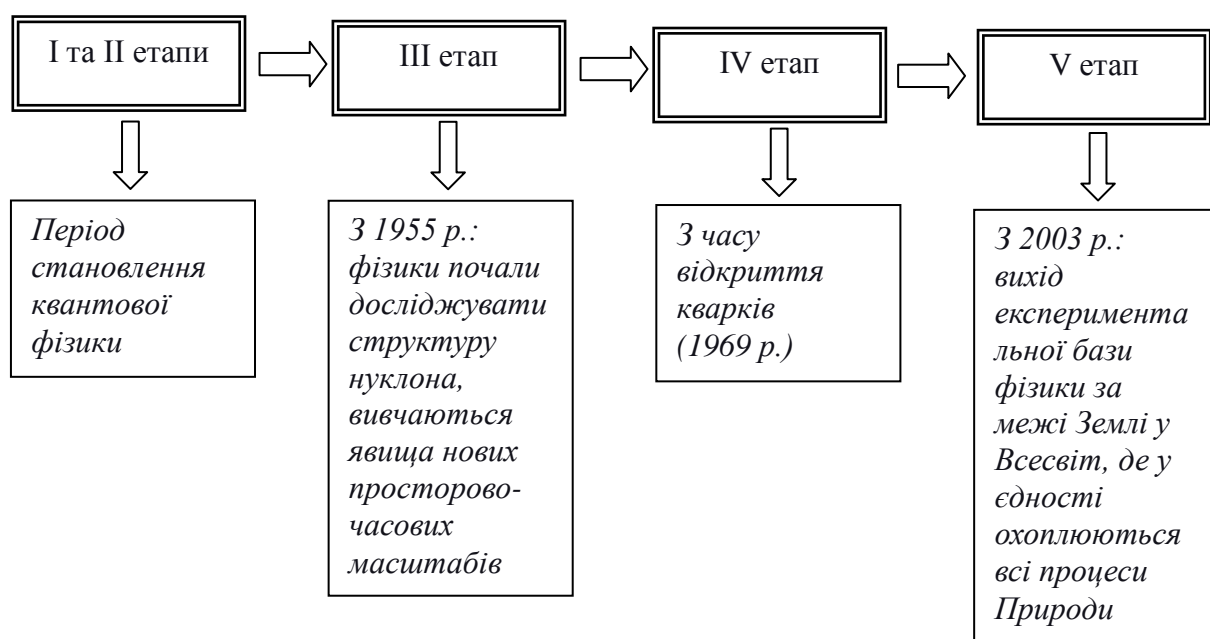 І та ІІ етапи
ІІІ етап
IV етап
V етап
Період
становлення
квантової
фізики
З 1955 р.:
фізики почали
досліджувати
структуру
нуклона,
вивчаються
явища нових
просторово-
часових
масштабів
З часу
відкриття
кварків
(1969 р.)
З 2003 р.:
вихід
експеримента
льної бази
фізики за
межі Землі у
Всесвіт, де у
єдності
охоплюються
всі процеси
Природи